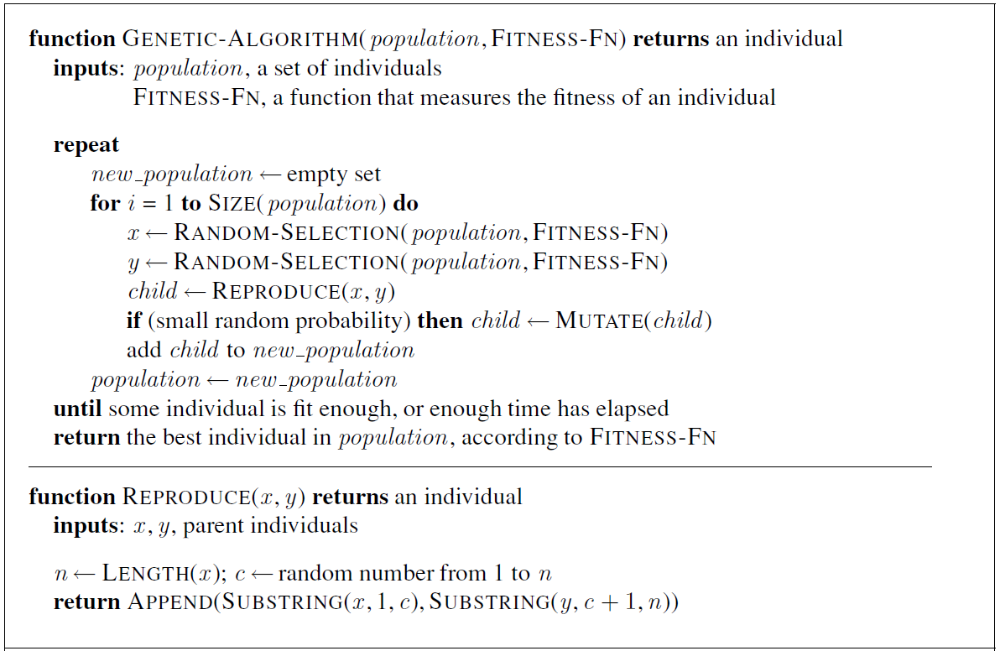 function GENETIC-ALGORITHM(population, FITNESS-FN) returns an individual
inputs: population, a set of individuals
FITNESS-FN, a function that measures the fitness of an individual
repeat
new_population ← empty set
for i = 1 to SIZE(population) do
x ← RANDOM-SELECTION(population, FITNESS-FN)
y ← RANDOM-SELECTION(population, FITNESS-FN)
child ← REPRODUCE(x, y)
if (small random probability) then child ← MUTATE(child)
add child to new_population
population ← new_population
until some individual is fit enough, or enough time has elapsed
return the best individual in population, according to FITNESS-FN
function REPRODUCE(x, y) returns an individual
inputs: x, y, parent individuals
n ← LENGTH(x); c ← random number from 1 to n
return APPEND(SUBSTRING(x, 1, c), SUBSTRING(y, c + 1, n))